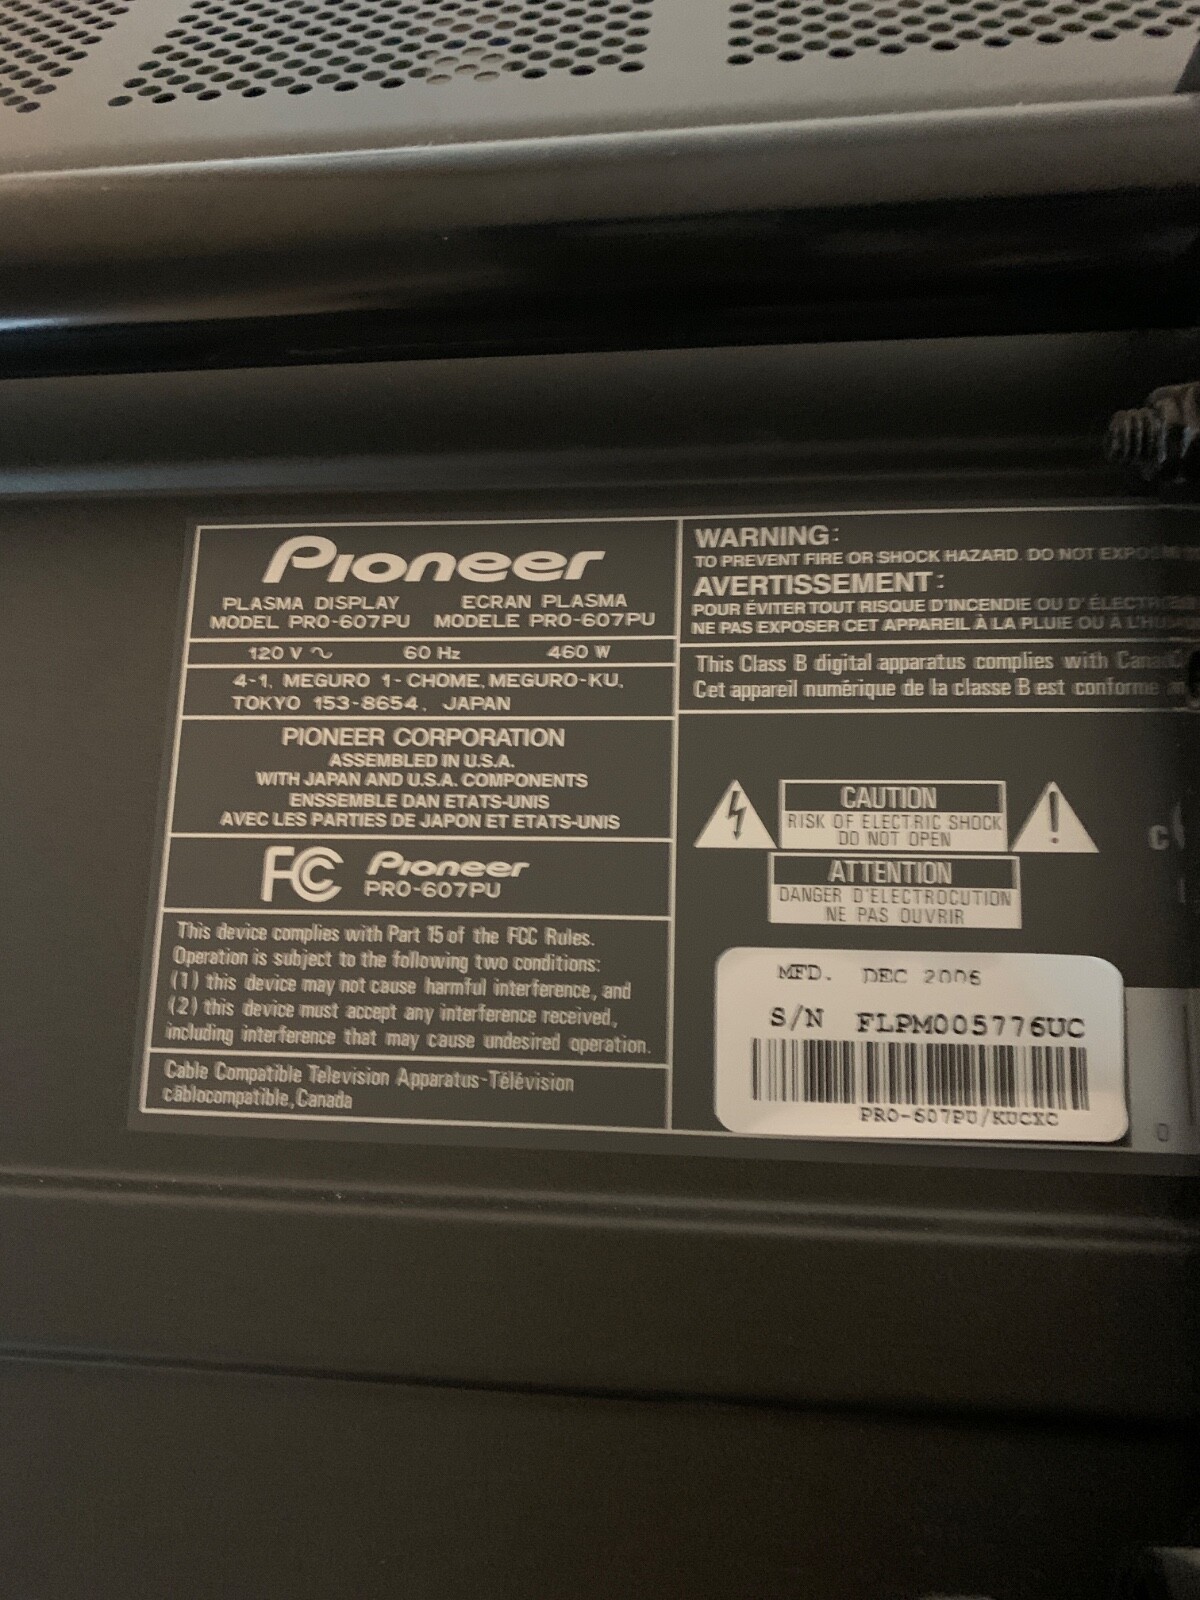 Pioneer
PLASMA DISPLAY ECRAN PLASMA
MODEL PRO-607PU MODELE PRO-607PU
120 V ∿ 60 Hz 460 W
4-1, MEGURO 1-CHOME, MEGURO-KU,
TOKYO 153-8654, JAPAN
PIONEER CORPORATION
ASSEMBLED IN U.S.A.
WITH JAPAN AND U.S.A. COMPONENTS
ENSSEMBLE DAN ETATS-UNIS
AVEC LES PARTIES DE JAPON ET ETATS-UNIS
FC Pioneer
PRO-607PU
This device complies with Part 15 of the FCC Rules.
Operation is subject to the following two conditions:
(1) this device may not cause harmful interference, and
(2) this device must accept any interference received,
including interference that may cause undesired operation.
Cable Compatible Television Apparatus-Télévision
câblocompatible, Canada
WARNING:
TO PREVENT FIRE OR SHOCK HAZARD. DO NOT
AVERTISSEMENT:
POUR ÉVITER TOUT RISQUE D'INCENDIE OU
NE PAS EXPOSER CET APPAREIL À LA PLUIE OU À
This Class B digital apparatus complies with
Cet appareil numérique de la classe B est conforme
CAUTION
RISK OF ELECTRIC SHOCK
DO NOT OPEN
ATTENTION
DANGER D'ELECTROCUTION
NE PAS OUVRIR
MFD. DEC 2006
S/N FLPM005776UC
PRO-607PU/KUCXC